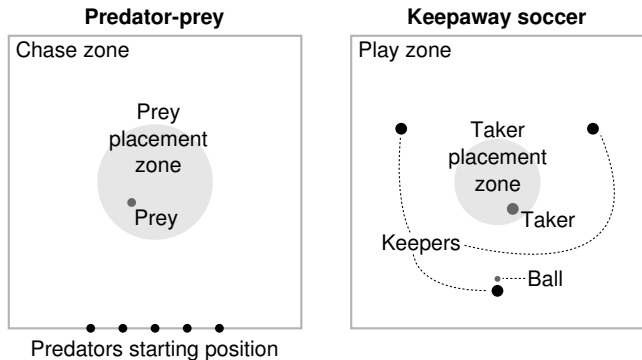 Predator-prey
Chase zone
Prey
placement
zone
Prey
Predators starting position
Keepaway soccer
Play zone
Taker
placement
zone
Taker
Keepers
Ball